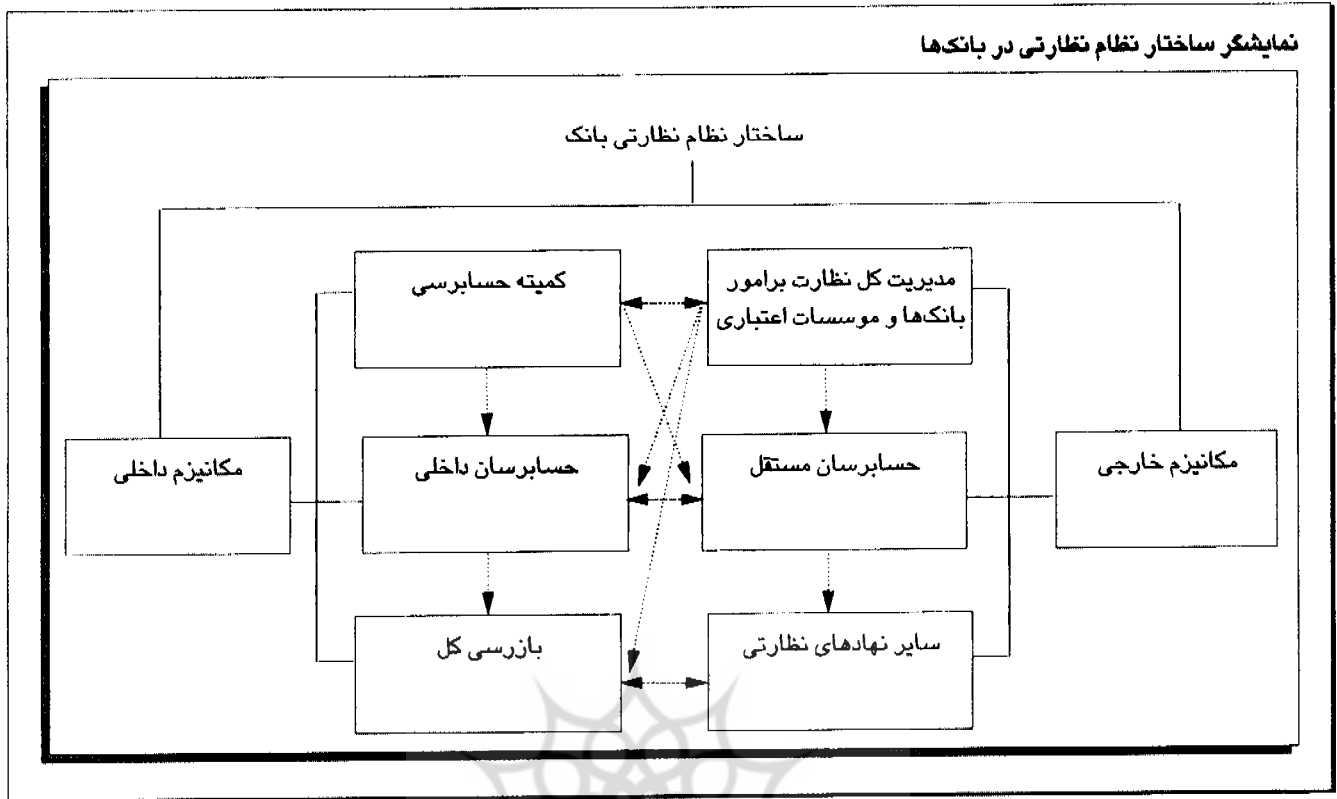 نمایشگر ساختار نظام نظارتی در بانک‌ها
ساختار نظام نظارتی بانک
مدیریت کل نظارت برامور
بانک‌ها و موسسات اعتباری
کمیته حسابرسی
مکانیزم خارجی
حسابرسان مستقل
حسابرسان داخلی
مکانیزم داخلی
سایر نهادهای نظارتی
بازرسی کل